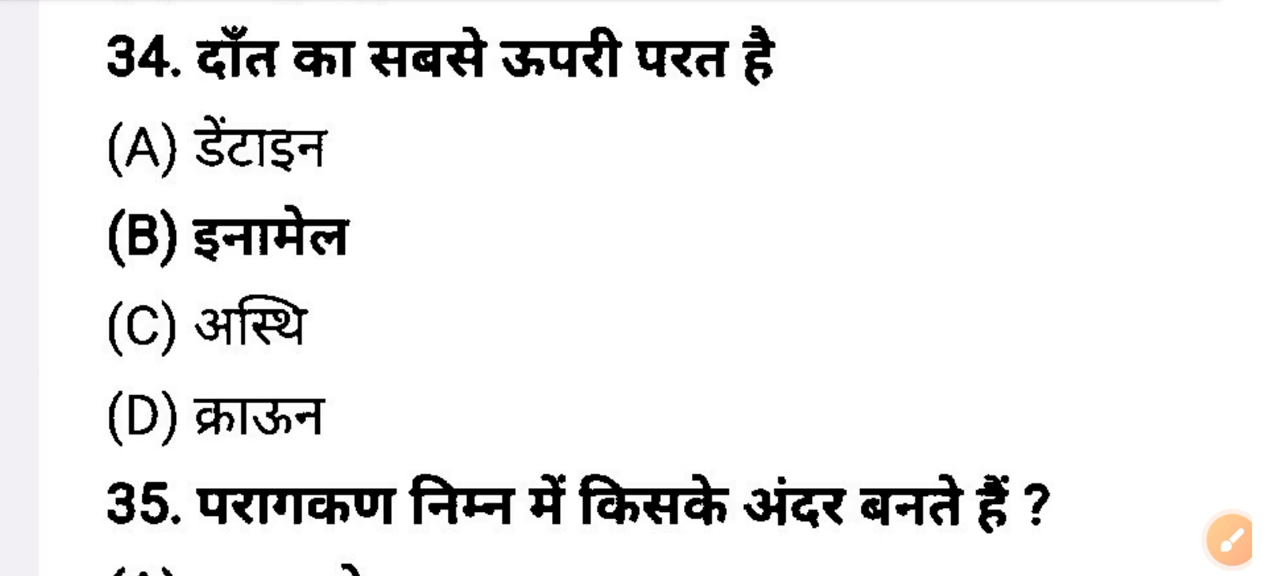 34. दाँत का सबसे ऊपरी परत है
(A) डेंटाइन
(B) इनामेल
(C) अस्थि
(D) क्राऊन
35. परागकण निम्न में किसके अंदर बनते हैं ?